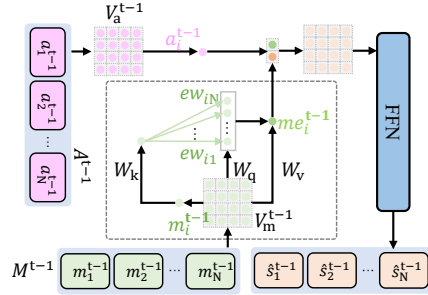 V_a^{t-1}
a_i^{t-1}
a_1^{t-1}
a_2^{t-1}
...
a_N^{t-1}
A^{t-1}
ew_{iN}
⋮
ew_{i1}
me_i^{t-1}
W_k
W_q
W_v
m_i^{t-1}
V_m^{t-1}
FFN
M^{t-1}
m_1^{t-1} m_2^{t-1} ... m_N^{t-1}
ŝ_1^{t-1} ŝ_2^{t-1} ... ŝ_N^{t-1}